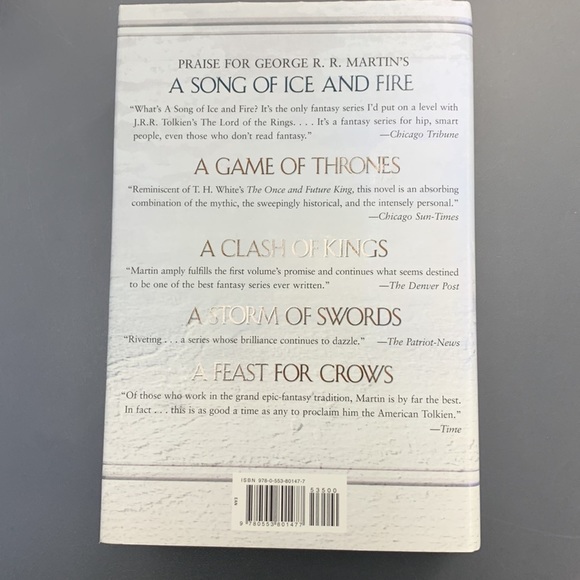 PRAISE FOR GEORGE R. R. MARTIN'S
A SONG OF ICE AND FIRE
"What's A Song of Ice and Fire? It's the only fantasy series I'd put on a level with
J.R.R. Tolkien's The Lord of the Rings. . . . It's a fantasy series for hip, smart
people, even those who don't read fantasy." —Chicago Tribune
A GAME OF THRONES
"Reminiscent of T. H. White's The Once and Future King, this novel is an absorbing
combination of the mythic, the sweepingly historical, and the intensely personal."
—Chicago Sun-Times
A CLASH OF KINGS
"Martin amply fulfills the first volume's promise and continues what seems destined
to be one of the best fantasy series ever written." —The Denver Post
A STORM OF SWORDS
"Riveting . . . a series whose brilliance continues to dazzle." —The Patriot-News
A FEAST FOR CROWS
"Of those who work in the grand epic-fantasy tradition, Martin is by far the best.
In fact . . . this is as good a time as any to proclaim him the American Tolkien."
—Time
ISBN 978-0-553-80147-7
53500
9 780553 801477